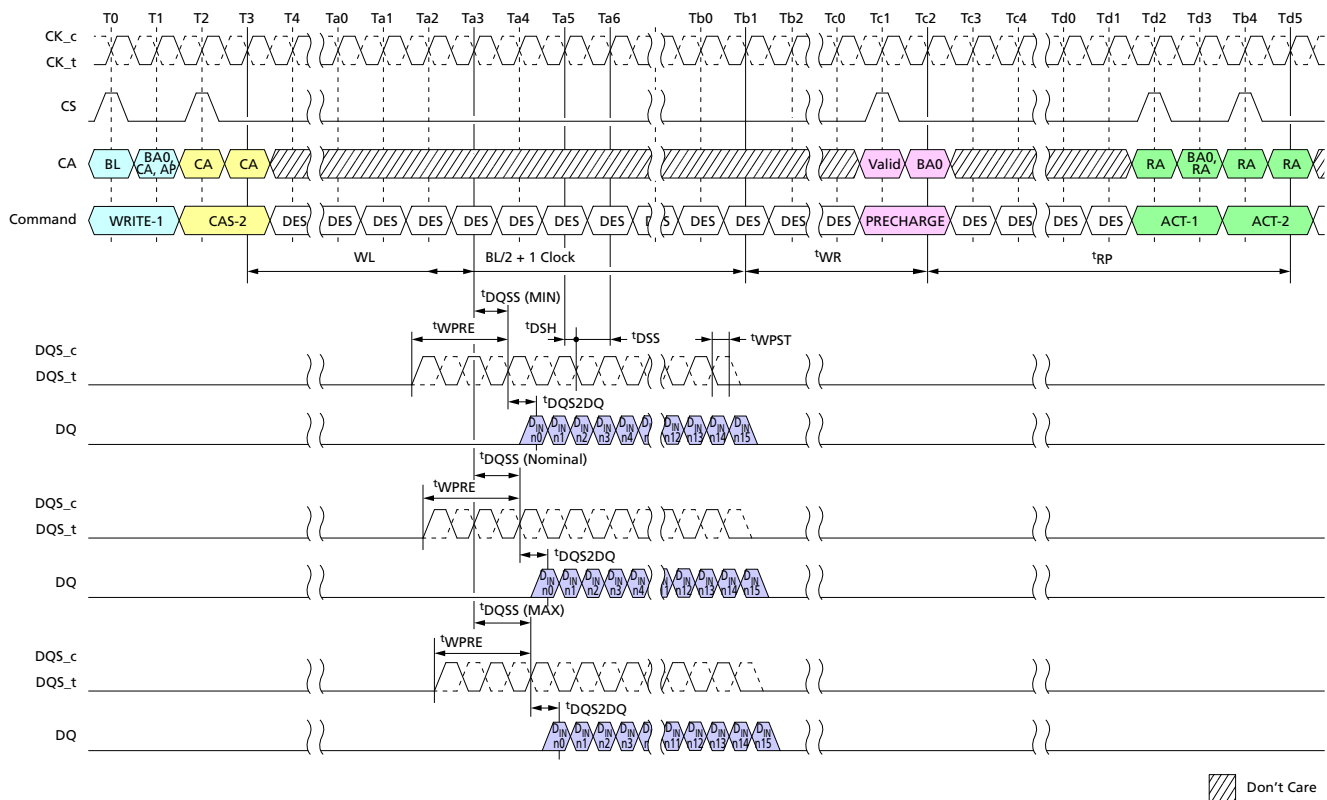 T0 T1 T2 T3 T4 Ta0 Ta1 Ta2 Ta3 Ta4 Ta5 Ta6 Tb0 Tb1 Tb2 Tc0 Tc1 Tc2 Tc3 Tc4 Td0 Td1 Td2 Td3 Tb4 Td5
CK_c
CK_t
CS
CA BL BA0, CA, AP CA CA Valid BA0 RA BA0, RA RA RA
Command WRITE-1 CAS-2 DES DES DES DES DES DES DES DES DES DES DES DES PRECHARGE DES DES DES DES ACT-1 ACT-2
WL BL/2 + 1 Clock tWR tRP
tDQSS (MIN)
tWPRE tDSH tDSS tWPST
DQS_c
DQS_t
tDQS2DQ
DQ DIN n0 DIN n1 DIN n2 DIN n3 DIN n4 DIN n12 DIN n13 DIN n14 DIN n15
tDQSS (Nominal)
tWPRE
DQS_c
DQS_t
tDQS2DQ
DQ DIN n0 DIN n1 DIN n2 DIN n3 DIN n4 DIN n12 DIN n13 DIN n14 DIN n15
tDQSS (MAX)
tWPRE
DQS_c
DQS_t
tDQS2DQ
DQ DIN n0 DIN n1 DIN n2 DIN n3 DIN n11 DIN n12 DIN n13 DIN n14 DIN n15
Don't Care